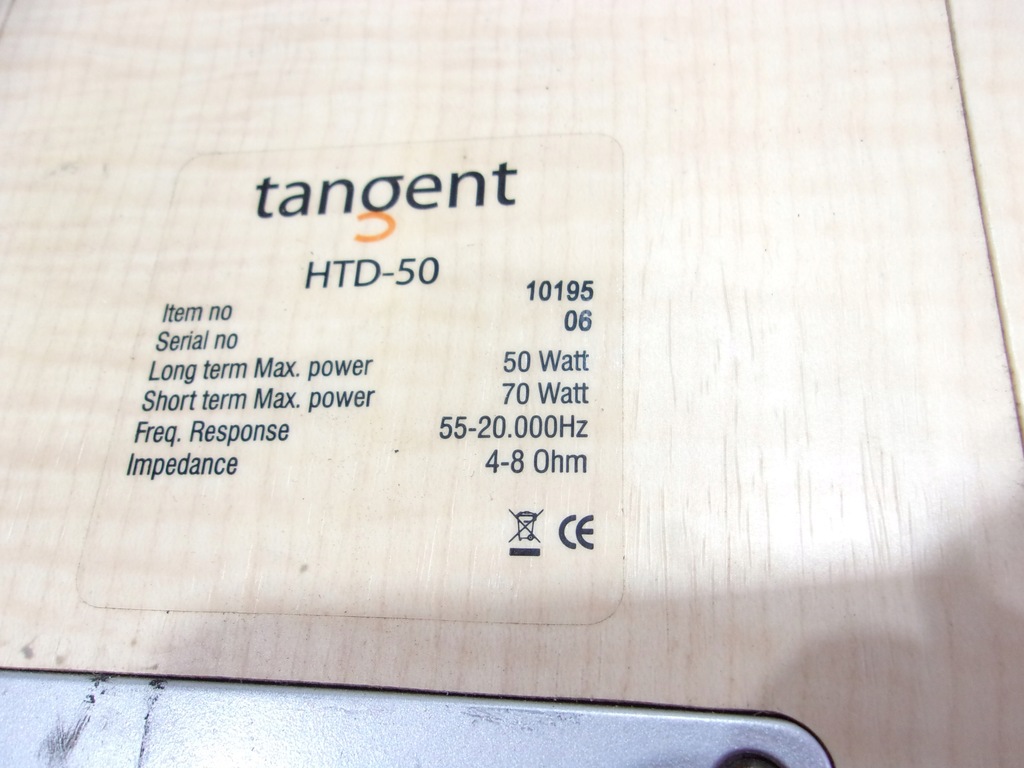 tangent
HTD-50
Item no 10195
Serial no 06
Long term Max. power 50 Watt
Short term Max. power 70 Watt
Freq. Response 55-20.000Hz
Impedance 4-8 Ohm
CE